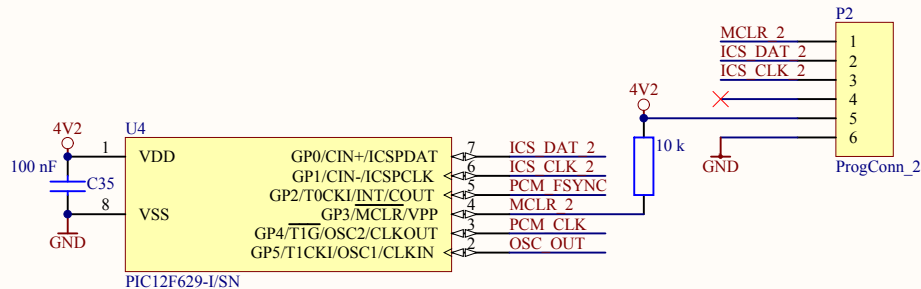 P2
MCLR_2 1
ICS_DAT_2 2
ICS_CLK_2 3
4
5
6
4V2
10 k
GND
ProgConn_2
4V2
100 nF
C35
GND
U4
1 VDD
8 VSS
GP0/CIN+/ICSPDAT 7 ICS_DAT_2
GP1/CIN-/ICSPCLK 6 ICS_CLK_2
GP2/T0CKI/INT/COUT 5 PCM_FSYNC
GP3/MCLR/VPP 4 MCLR_2
GP4/T1G/OSC2/CLKOUT 3 PCM_CLK
GP5/T1CKI/OSC1/CLKIN 2 OSC_OUT
PIC12F629-I/SN